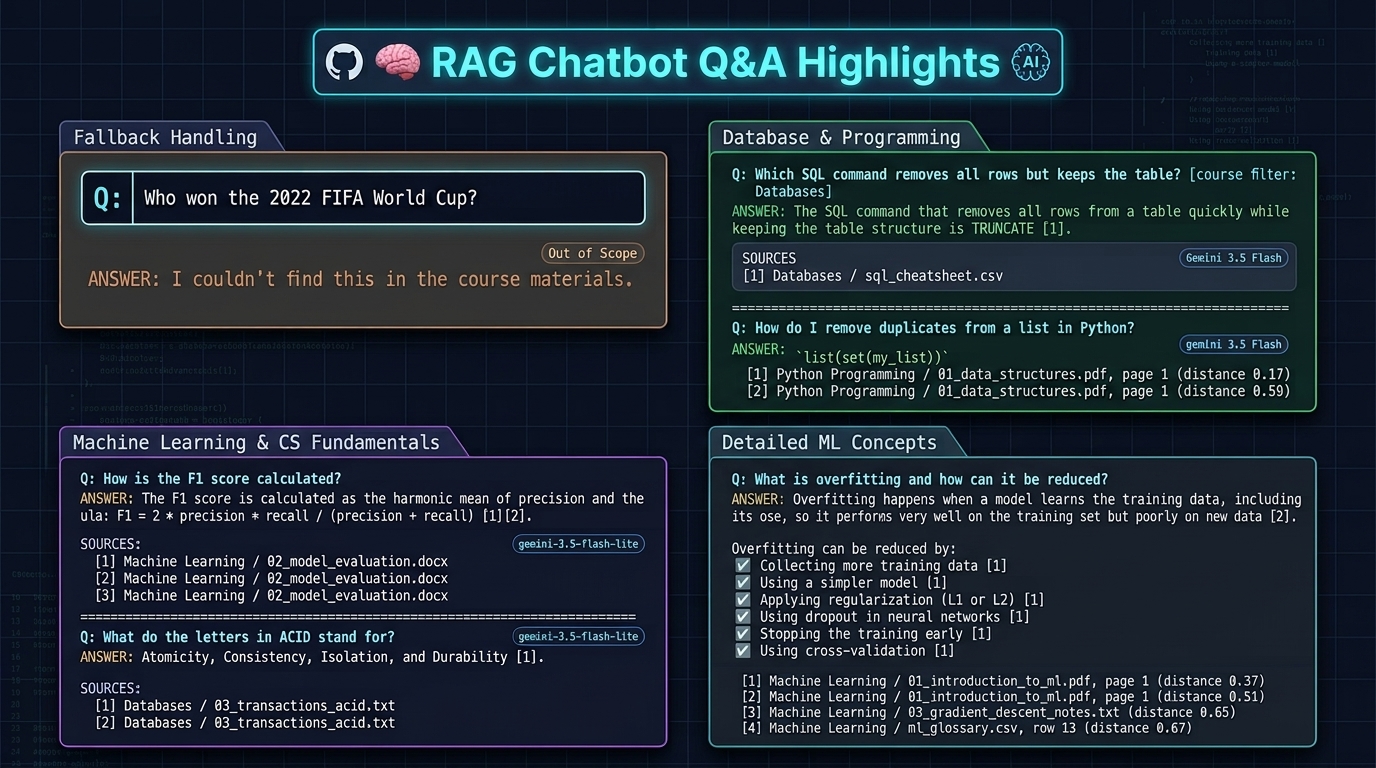 RAG Chatbot Q&A Highlights
AI
Fallback Handling
Q: Who won the 2022 FIFA World Cup?
Out of Scope
ANSWER: I couldn't find this in the course materials.
Database & Programming
Q: Which SQL command removes all rows but keeps the table? [course filter:
Databases]
ANSWER: The SQL command that removes all rows from a table quickly while
keeping the table structure is TRUNCATE [1].
SOURCES
Gemini 3.5 Flash
[1] Databases / sql_cheatsheet.csv
================================================================================
Q: How do I remove duplicates from a list in Python?
gemini 3.5 Flash
ANSWER: `list(set(my_list))`
[1] Python Programming / 01_data_structures.pdf, page 1 (distance 0.17)
[2] Python Programming / 01_data_structures.pdf, page 1 (distance 0.59)
Machine Learning & CS Fundamentals
Q: How is the F1 score calculated?
ANSWER: The F1 score is calculated as the harmonic mean of precision and the
ula: F1 = 2 * precision * recall / (precision + recall) [1][2].
SOURCES:
geeini-3.5-flash-lite
[1] Machine Learning / 02_model_evaluation.docx
[2] Machine Learning / 02_model_evaluation.docx
[3] Machine Learning / 02_model_evaluation.docx
================================================================================
Q: What do the letters in ACID stand for?
geeini-3.5-flash-lite
ANSWER: Atomicity, Consistency, Isolation, and Durability [1].
SOURCES:
[1] Databases / 03_transactions_acid.txt
[2] Databases / 03_transactions_acid.txt
Detailed ML Concepts
Q: What is overfitting and how can it be reduced?
ANSWER: Overfitting happens when a model learns the training data, including
its ose, so it performs very well on the training set but poorly on new data [2].
Overfitting can be reduced by:
☑ Collecting more training data [1]
☑ Using a simpler model [1]
☑ Applying regularization (L1 or L2) [1]
☑ Using dropout in neural networks [1]
☑ Stopping the training early [1]
☑ Using cross-validation [1]
[1] Machine Learning / 01_introduction_to_ml.pdf, page 1 (distance 0.37)
[2] Machine Learning / 01_introduction_to_ml.pdf, page 1 (distance 0.51)
[3] Machine Learning / 03_gradient_descent_notes.txt (distance 0.65)
[4] Machine Learning / ml_glossary.csv, row 13 (distance 0.67)